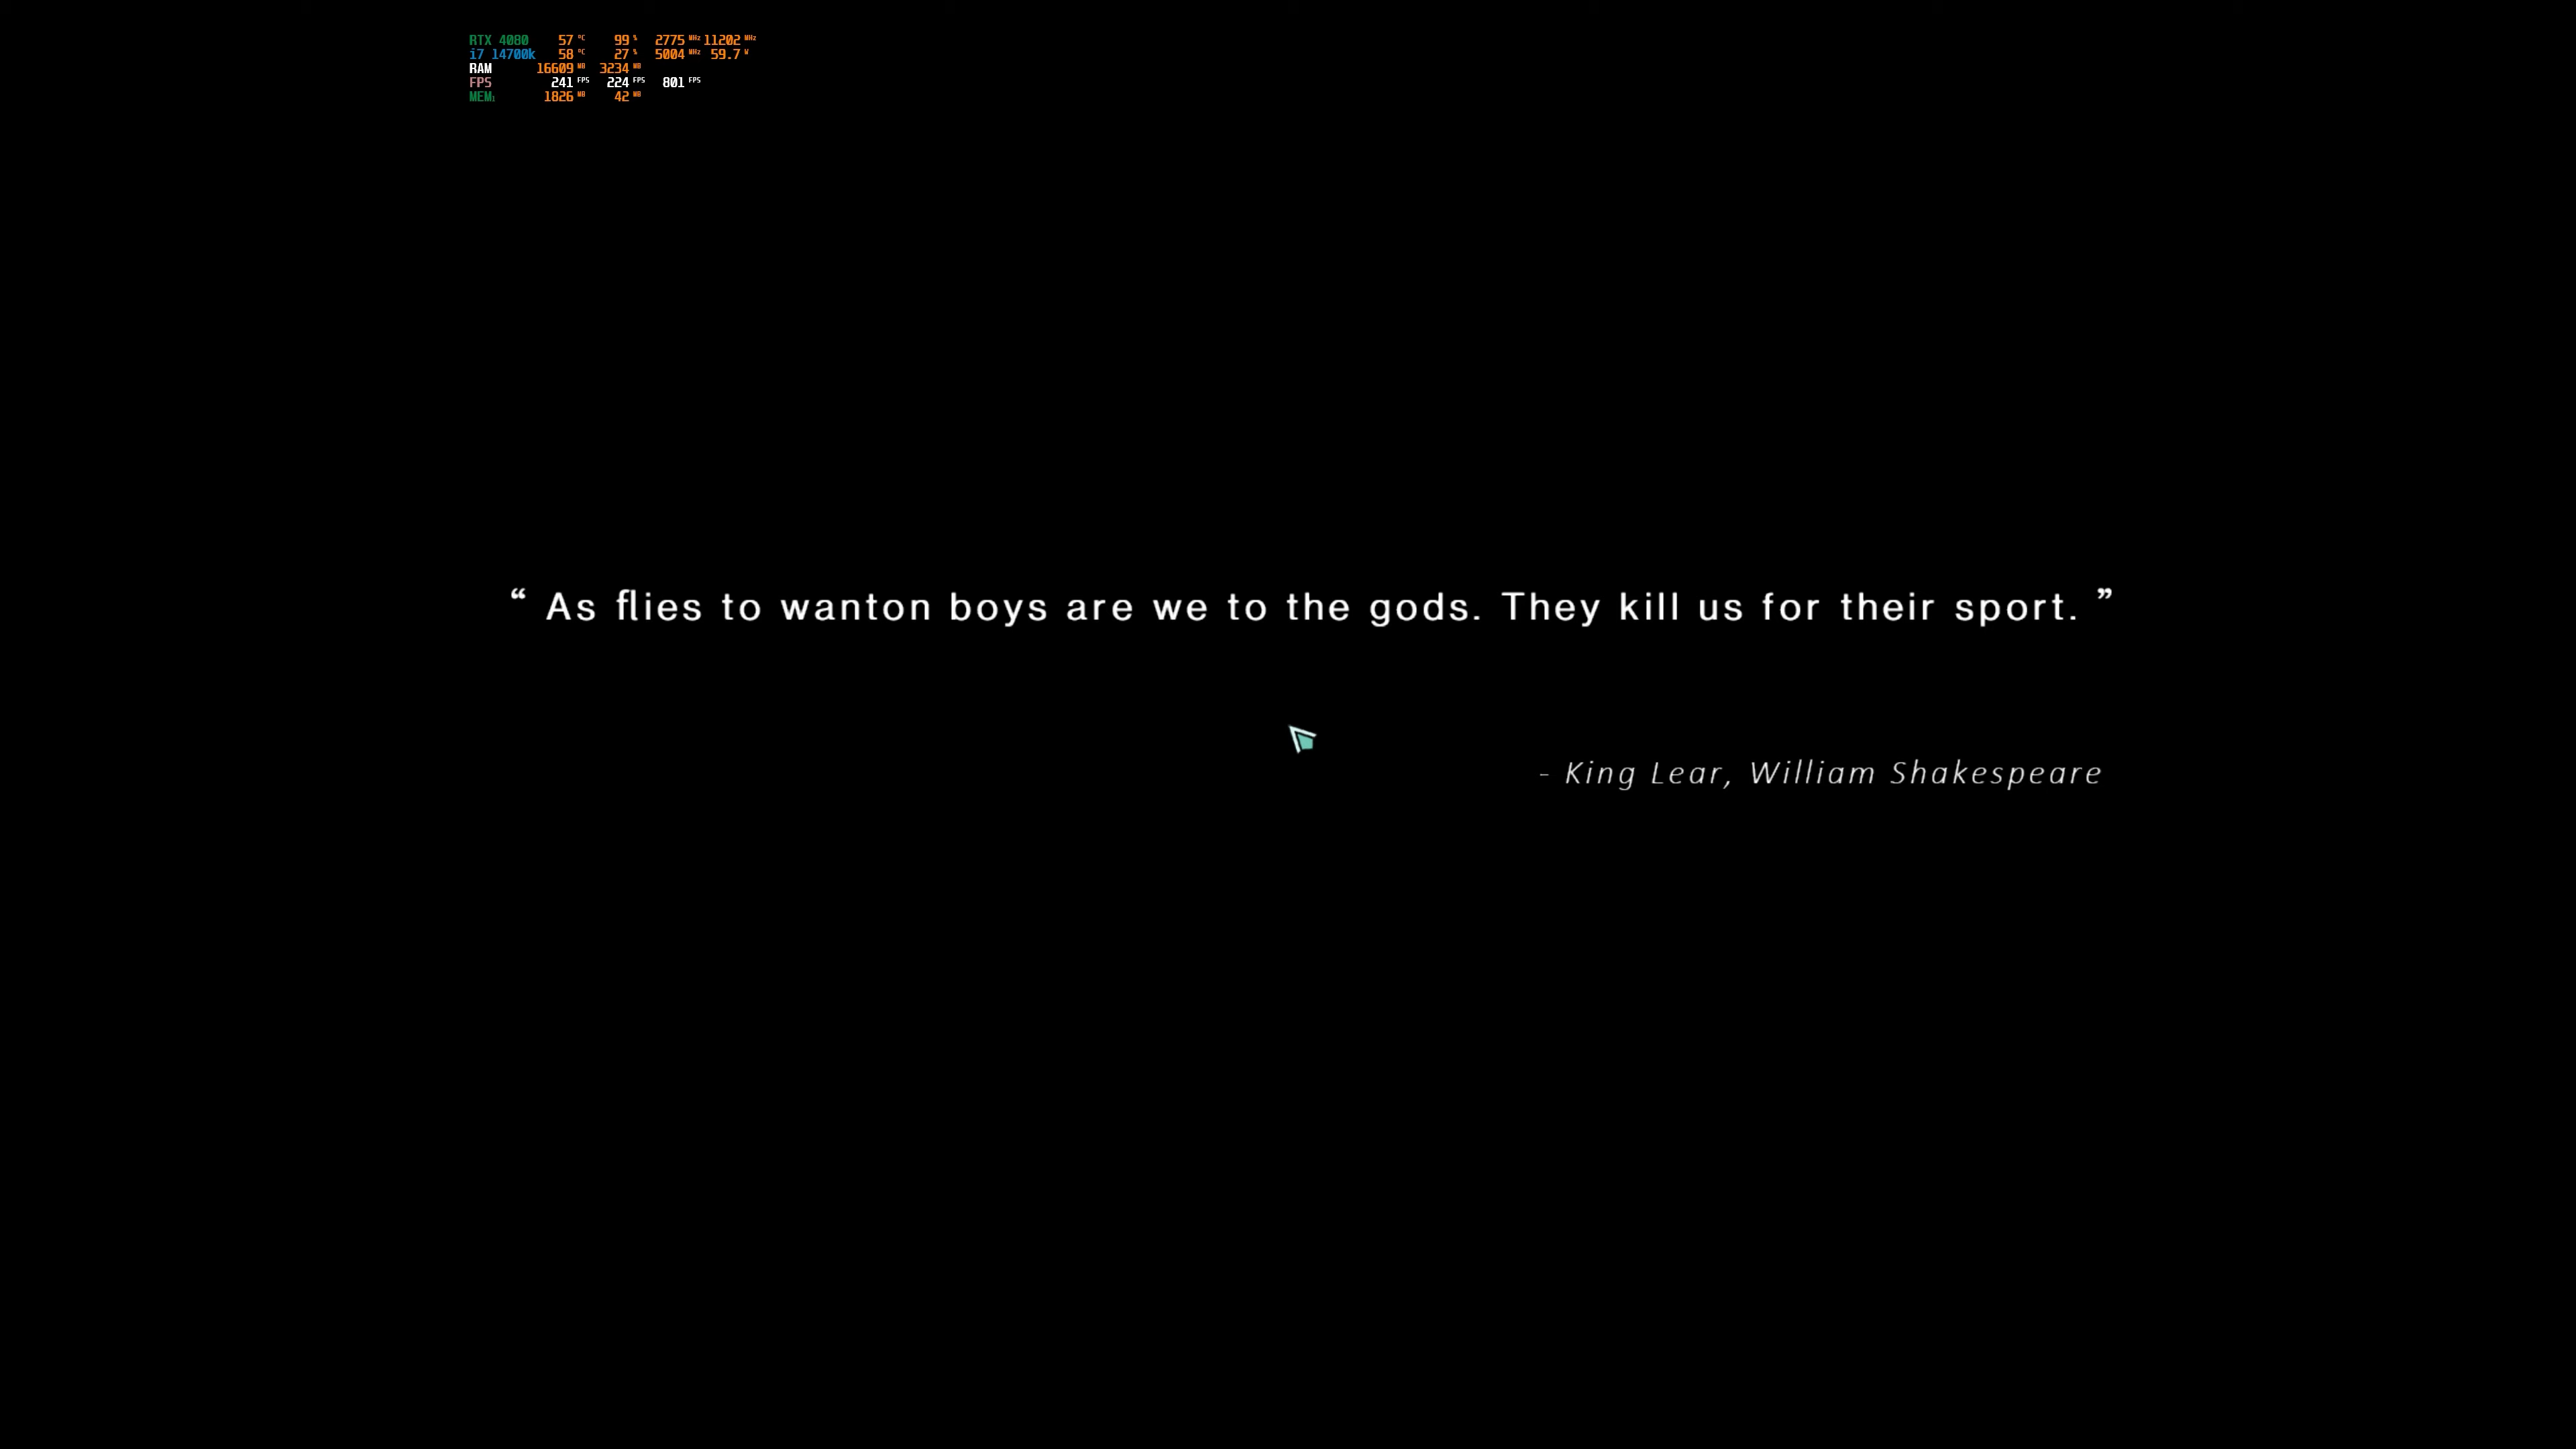 RTX 4080 57 °C 99 % 2775 MHz 11202 MHz
i7 14700k 58 °C 27 % 5004 MHz 59.7 W
RAM 16609 MB 3234 MB
FPS 241 FPS 224 FPS 801 FPS
MEM1 1826 MB 42 MB
“ As flies to wanton boys are we to the gods. They kill us for their sport. ”
- King Lear, William Shakespeare